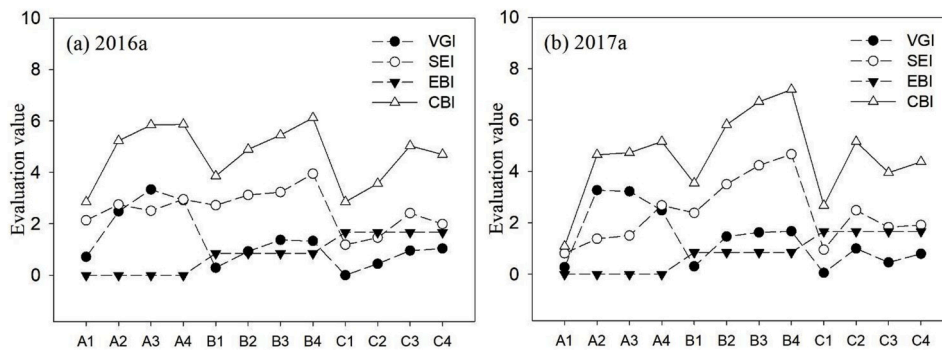 (a) 2016a
VGI
SEI
EBI
CBI
Evaluation value
10
8
6
4
2
0
A1 A2 A3 A4 B1 B2 B3 B4 C1 C2 C3 C4
(b) 2017a
VGI
SEI
EBI
CBI
Evaluation value
10
8
6
4
2
0
A1 A2 A3 A4 B1 B2 B3 B4 C1 C2 C3 C4